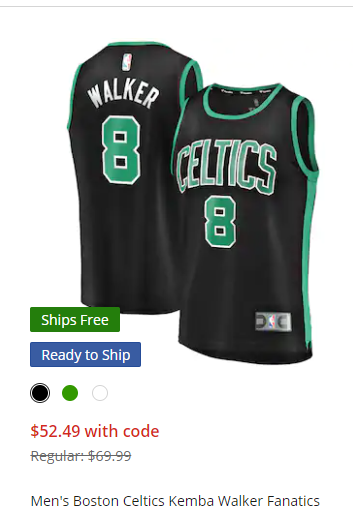 WALKER
8
CELTICS
8
Ships Free
Ready to Ship
$52.49 with code
Regular: $69.99
Men's Boston Celtics Kemba Walker Fanatics